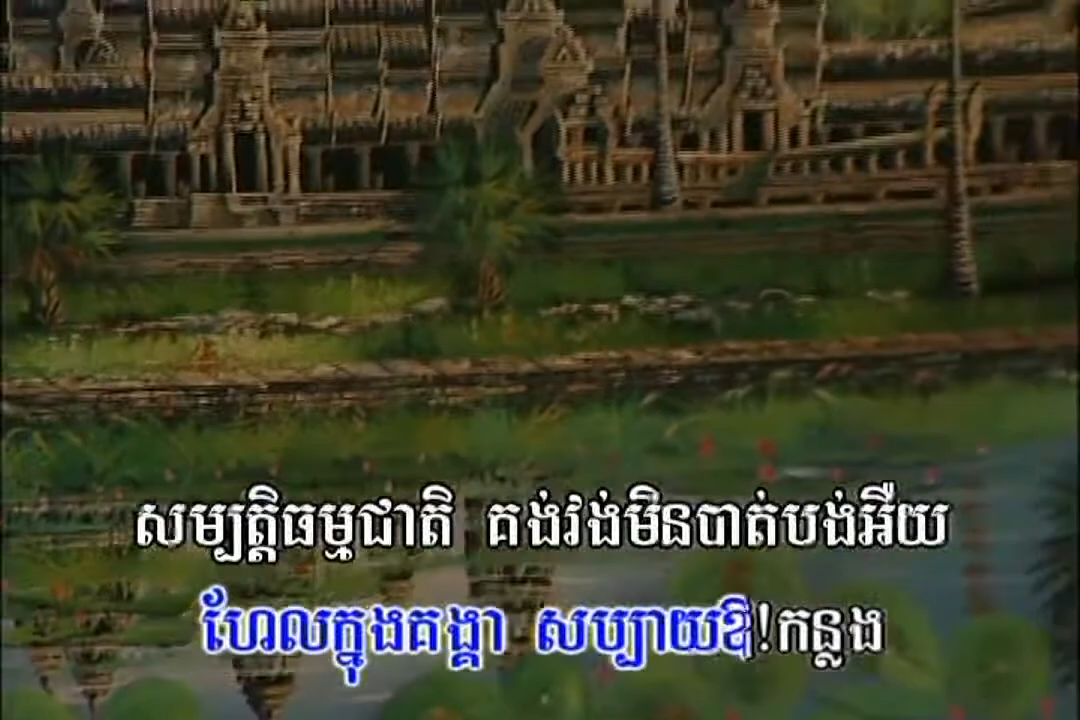 សម្បត្តិធម្មជាតិ គង់វង់មិនបាត់បង់អឺយ
ហែលក្នុងគង្គា សប្បាយឱ!កន្លង